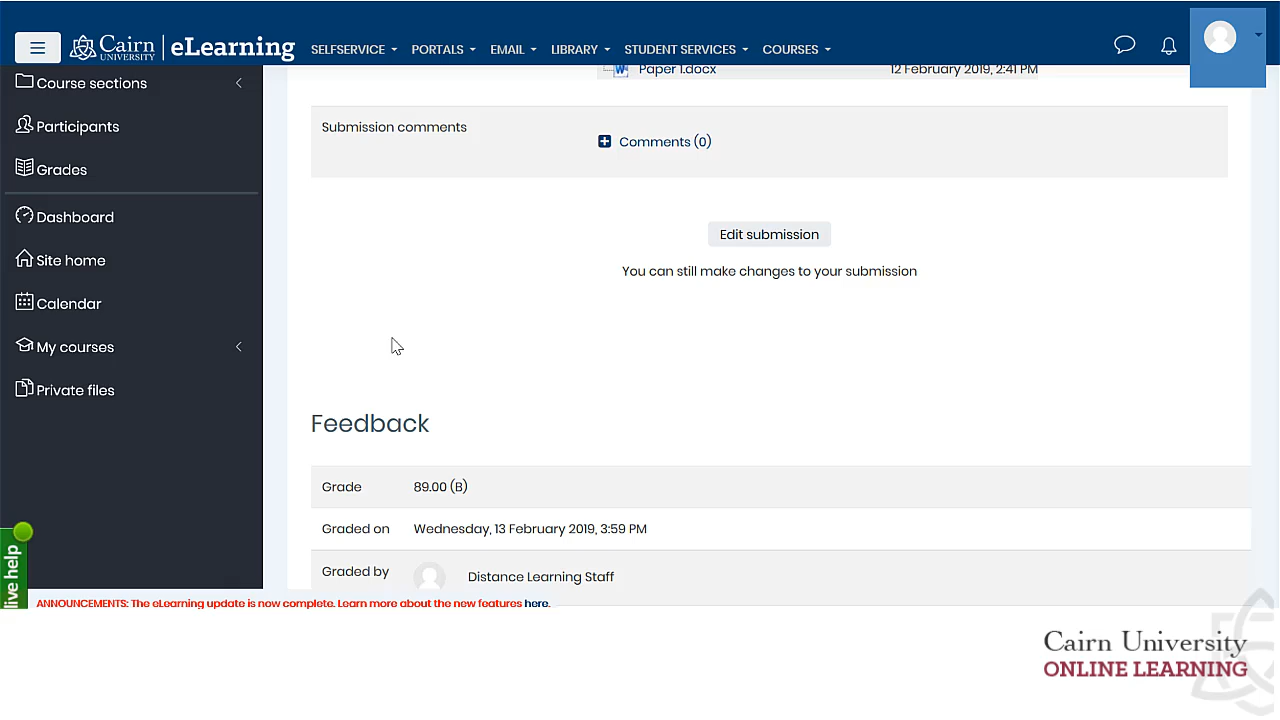 Cairn UNIVERSITY | eLearning SELFSERVICE PORTALS EMAIL LIBRARY STUDENT SERVICES COURSES
Course sections
Participants
Grades
Dashboard
Site home
Calendar
My courses
Private files
live help
Paper 1.docx 12 February 2019, 2:41 PM
Submission comments
Comments (0)
Edit submission
You can still make changes to your submission
Feedback
Grade 89.00 (B)
Graded on Wednesday, 13 February 2019, 3:59 PM
Graded by Distance Learning Staff
ANNOUNCEMENTS: The eLearning update is now complete. Learn more about the new features here.
Cairn University
ONLINE LEARNING